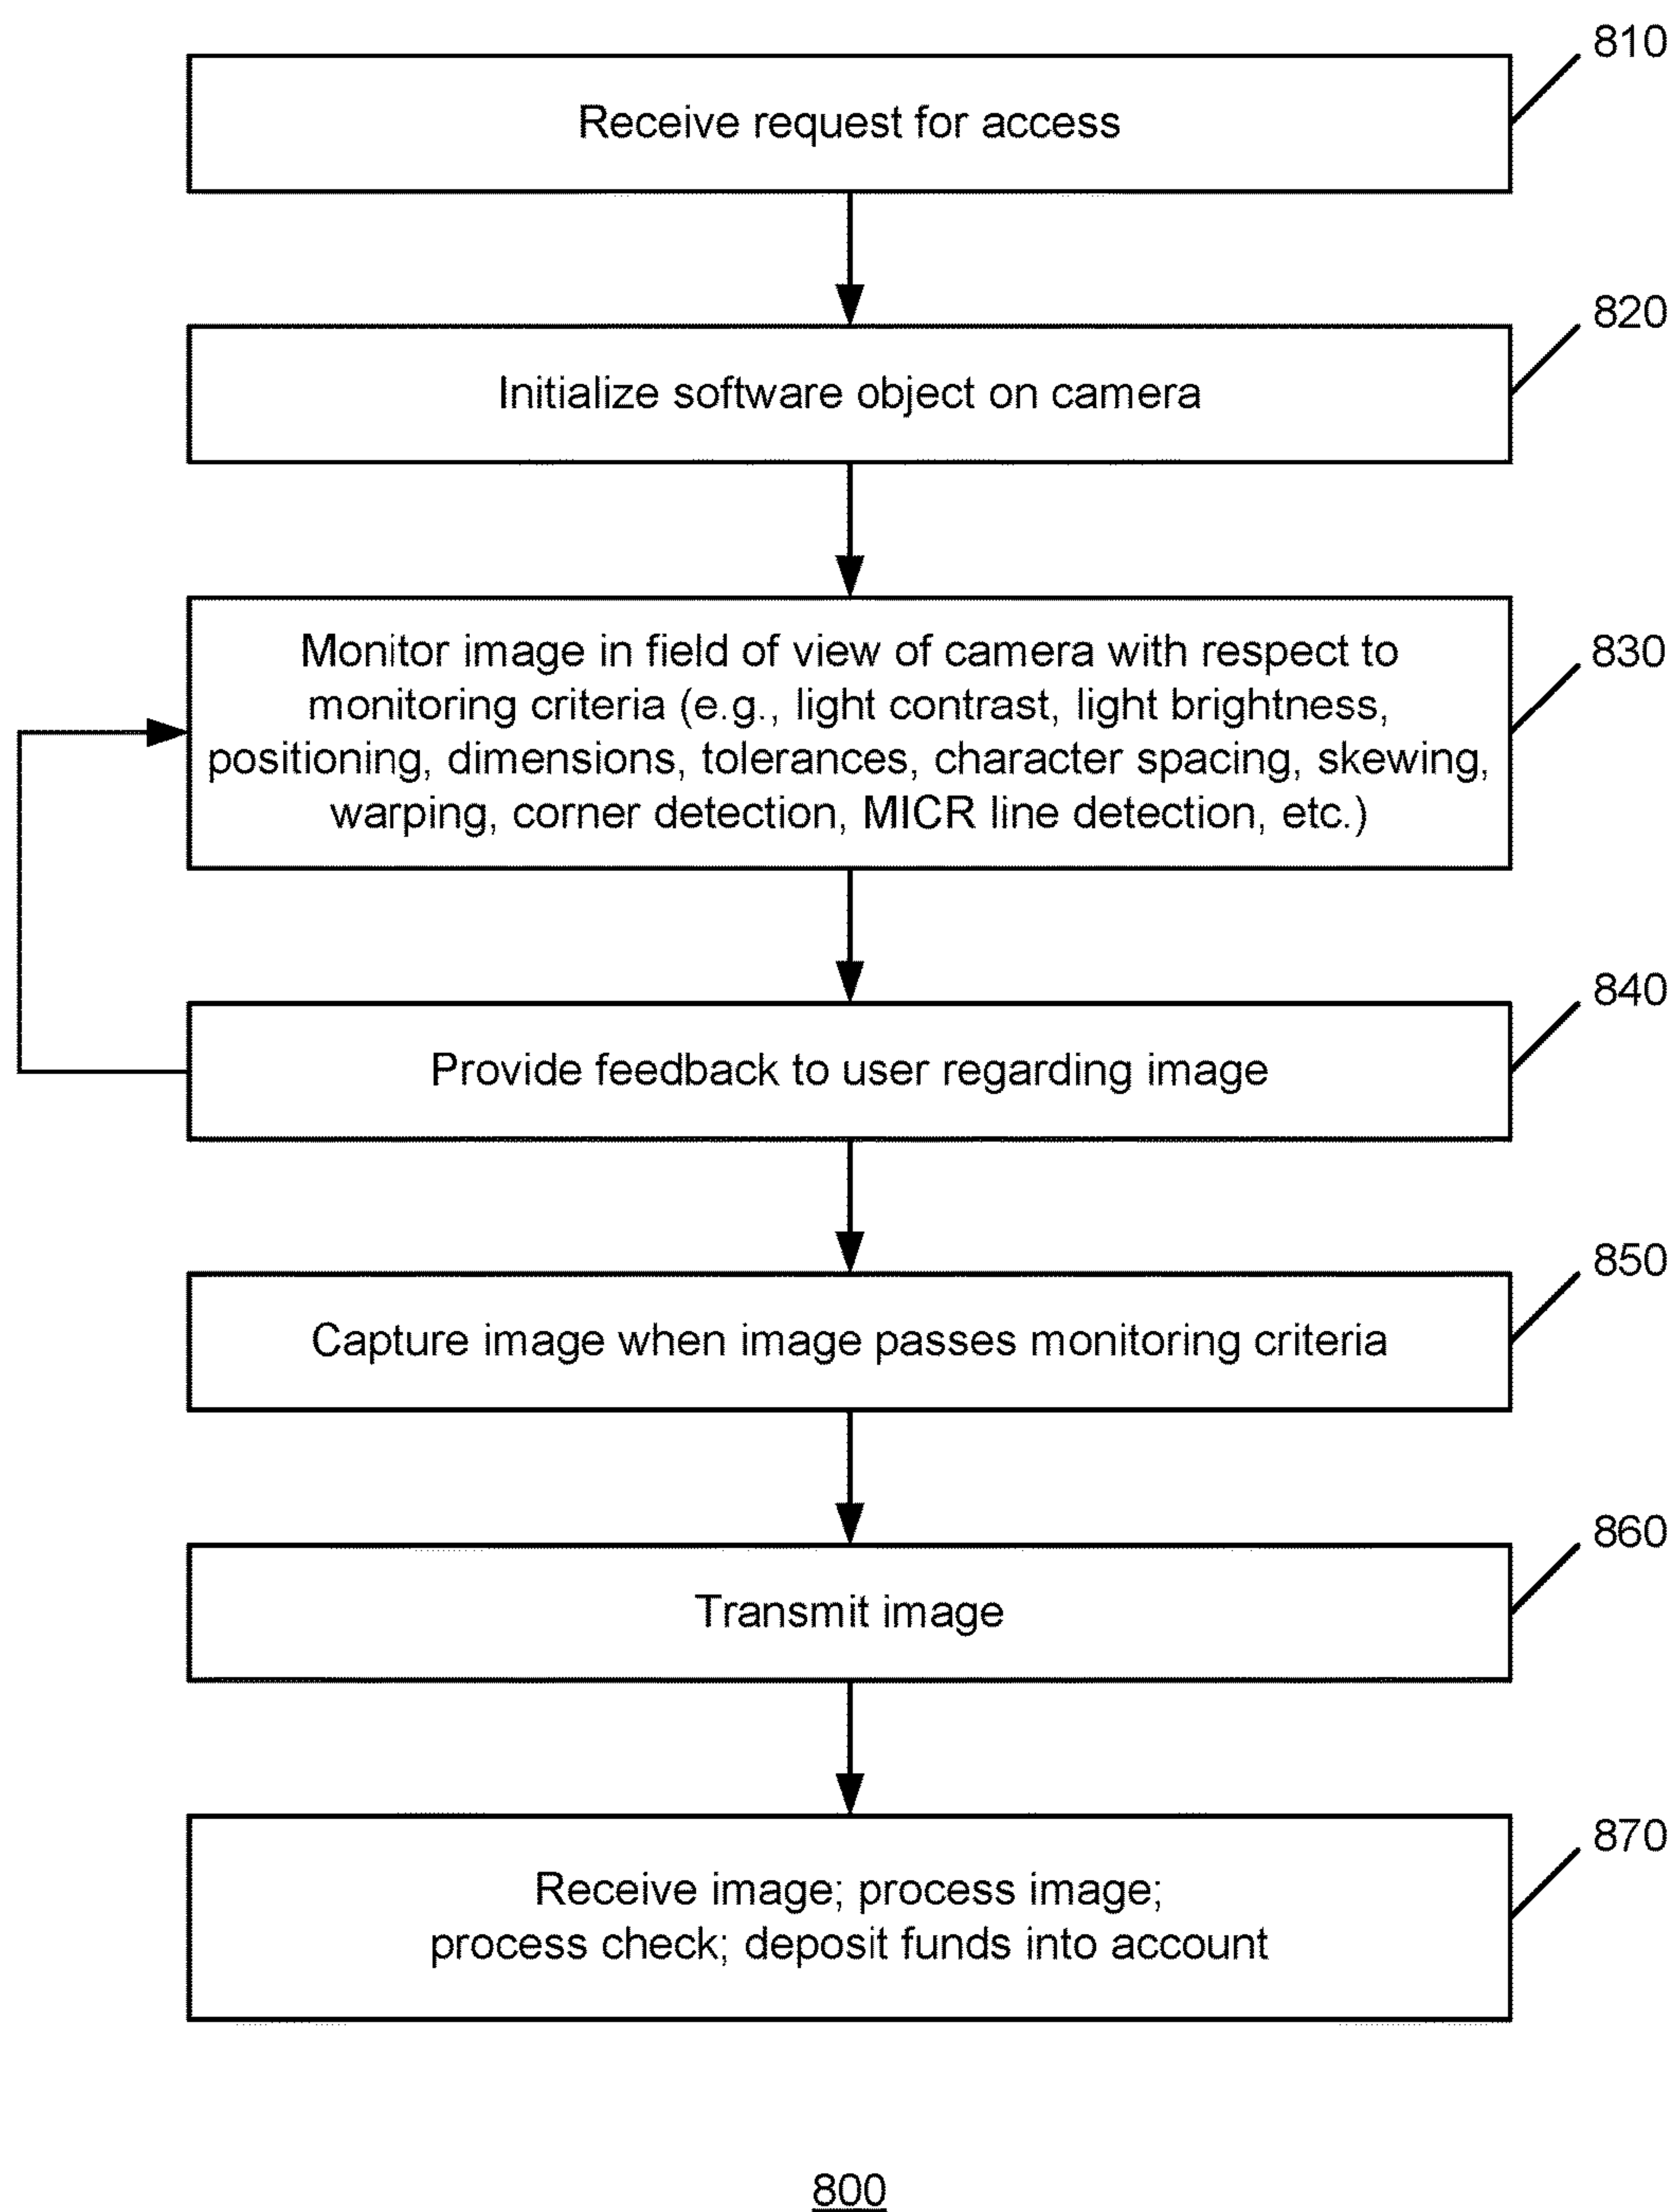 810
Receive request for access
820
Initialize software object on camera
830
Monitor image in field of view of camera with respect to
monitoring criteria (e.g., light contrast, light brightness,
positioning, dimensions, tolerances, character spacing, skewing,
warping, corner detection, MICR line detection, etc.)
840
Provide feedback to user regarding image
850
Capture image when image passes monitoring criteria
860
Transmit image
870
Receive image; process image;
process check; deposit funds into account
800